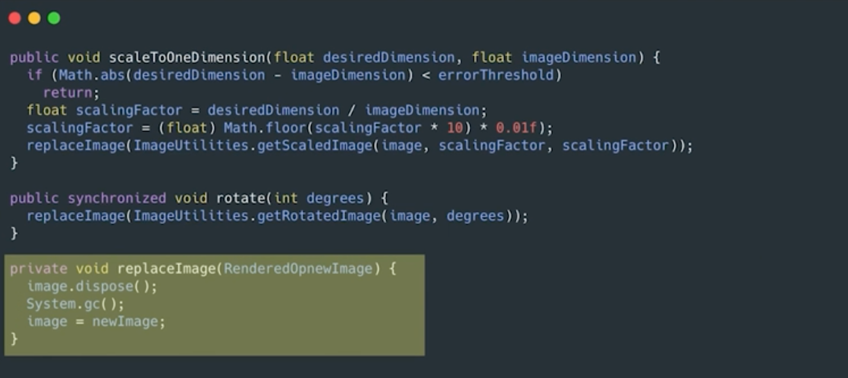 public void scaleToOneDimension(float desiredDimension, float imageDimension) {
if (Math.abs(desiredDimension - imageDimension) < errorThreshold)
return;
float scalingFactor = desiredDimension / imageDimension;
scalingFactor = (float) Math.floor(scalingFactor * 10) * 0.01f);
replaceImage(ImageUtilities.getScaledImage(image, scalingFactor, scalingFactor));
}
public synchronized void rotate(int degrees) {
replaceImage(ImageUtilities.getRotatedImage(image, degrees));
}
private void replaceImage(RenderedOpnewImage) {
image.dispose();
System.gc();
image = newImage;
}